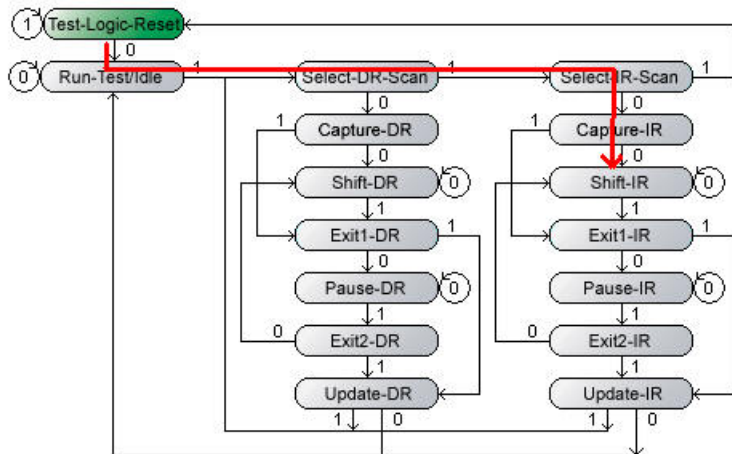 1 Test-Logic-Reset
0
0 Run-Test/Idle 1 Select-DR-Scan 1 Select-IR-Scan 1
0 0
1 Capture-DR 1 Capture-IR
0 0
Shift-DR 0 Shift-IR 0
1 1
Exit1-DR 1 Exit1-IR 1
0 0
Pause-DR 0 Pause-IR 0
1 1
0 Exit2-DR 0 Exit2-IR
1 1
Update-DR Update-IR
1 0 1 0